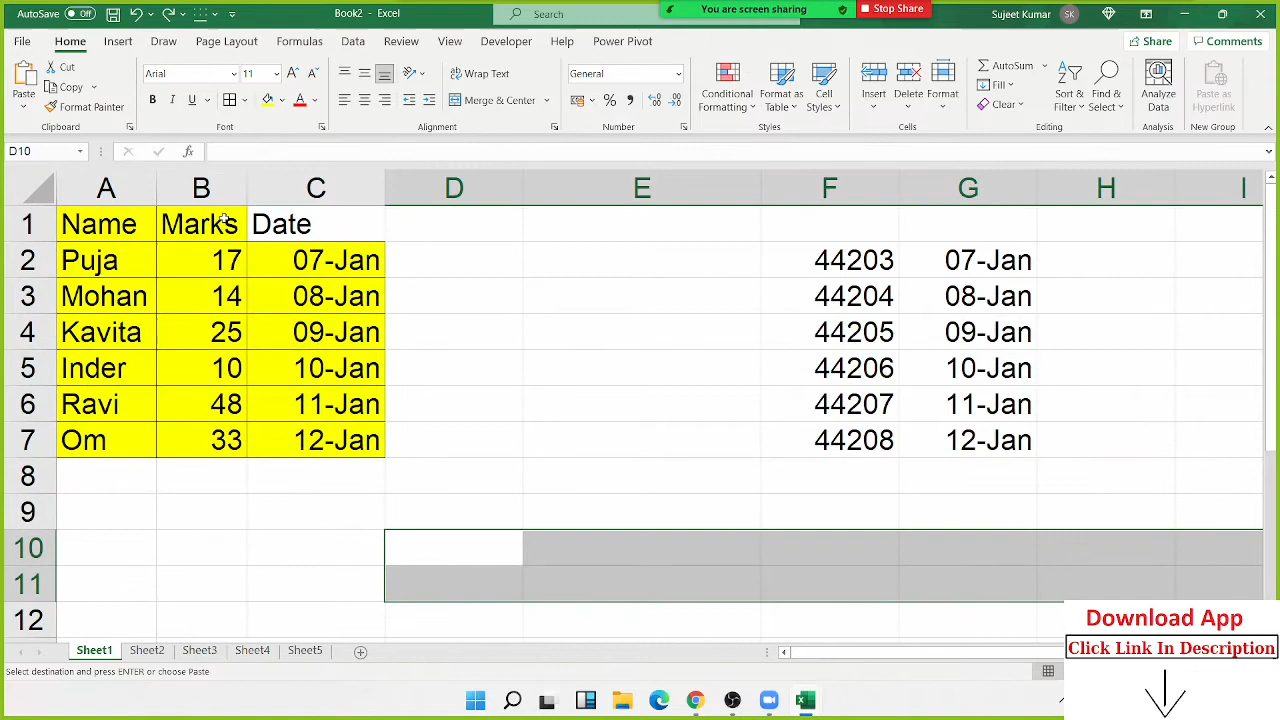 AutoSave Off Book2 - Excel Search You are screen sharing Stop Share Sujeet Kumar SK
File Home Insert Draw Page Layout Formulas Data Review View Developer Help Power Pivot Share Comments
Paste Cut Copy Format Painter Clipboard
Arial 11 B I U Font
Wrap Text Merge & Center Alignment
General Number
Conditional Formatting Format as Table Cell Styles Styles
Insert Delete Format Cells
AutoSum Fill Clear Sort & Filter Find & Select Editing
Analyze Data Analysis
Paste as Hyperlink New Group
D10 fx
A B C D E F G H I
1 Name Marks Date
2 Puja 17 07-Jan 44203 07-Jan
3 Mohan 14 08-Jan 44204 08-Jan
4 Kavita 25 09-Jan 44205 09-Jan
5 Inder 10 10-Jan 44206 10-Jan
6 Ravi 48 11-Jan 44207 11-Jan
7 Om 33 12-Jan 44208 12-Jan
8
9
10
11
12
Download App
Click Link In Description
Sheet1 Sheet2 Sheet3 Sheet4 Sheet5
Select destination and press ENTER or choose Paste